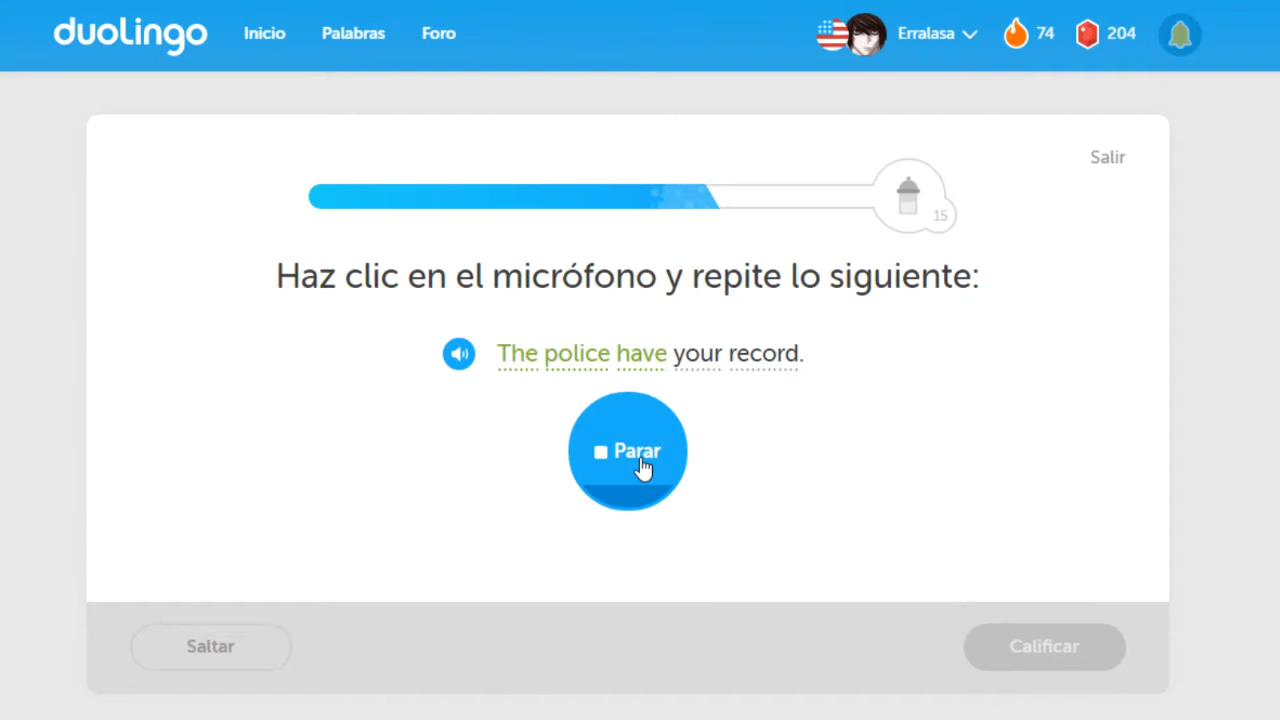 duolingo Inicio Palabras Foro Erralasa 74 204
Salir
15
Haz clic en el micrófono y repite lo siguiente:
The police have your record.
Parar
Saltar Calificar